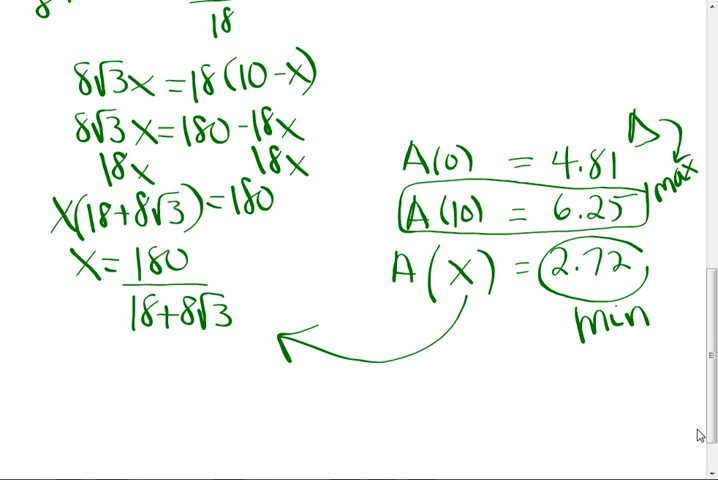 18
8√3x = 18(10 - x)
8√3 x = 180 - 18x
18x 18x
x(18 + 8√3) = 180
x = 180
18 + 8√3
A(0) = 4.81
A(10) = 6.25
max
A(x) = 2.72
min